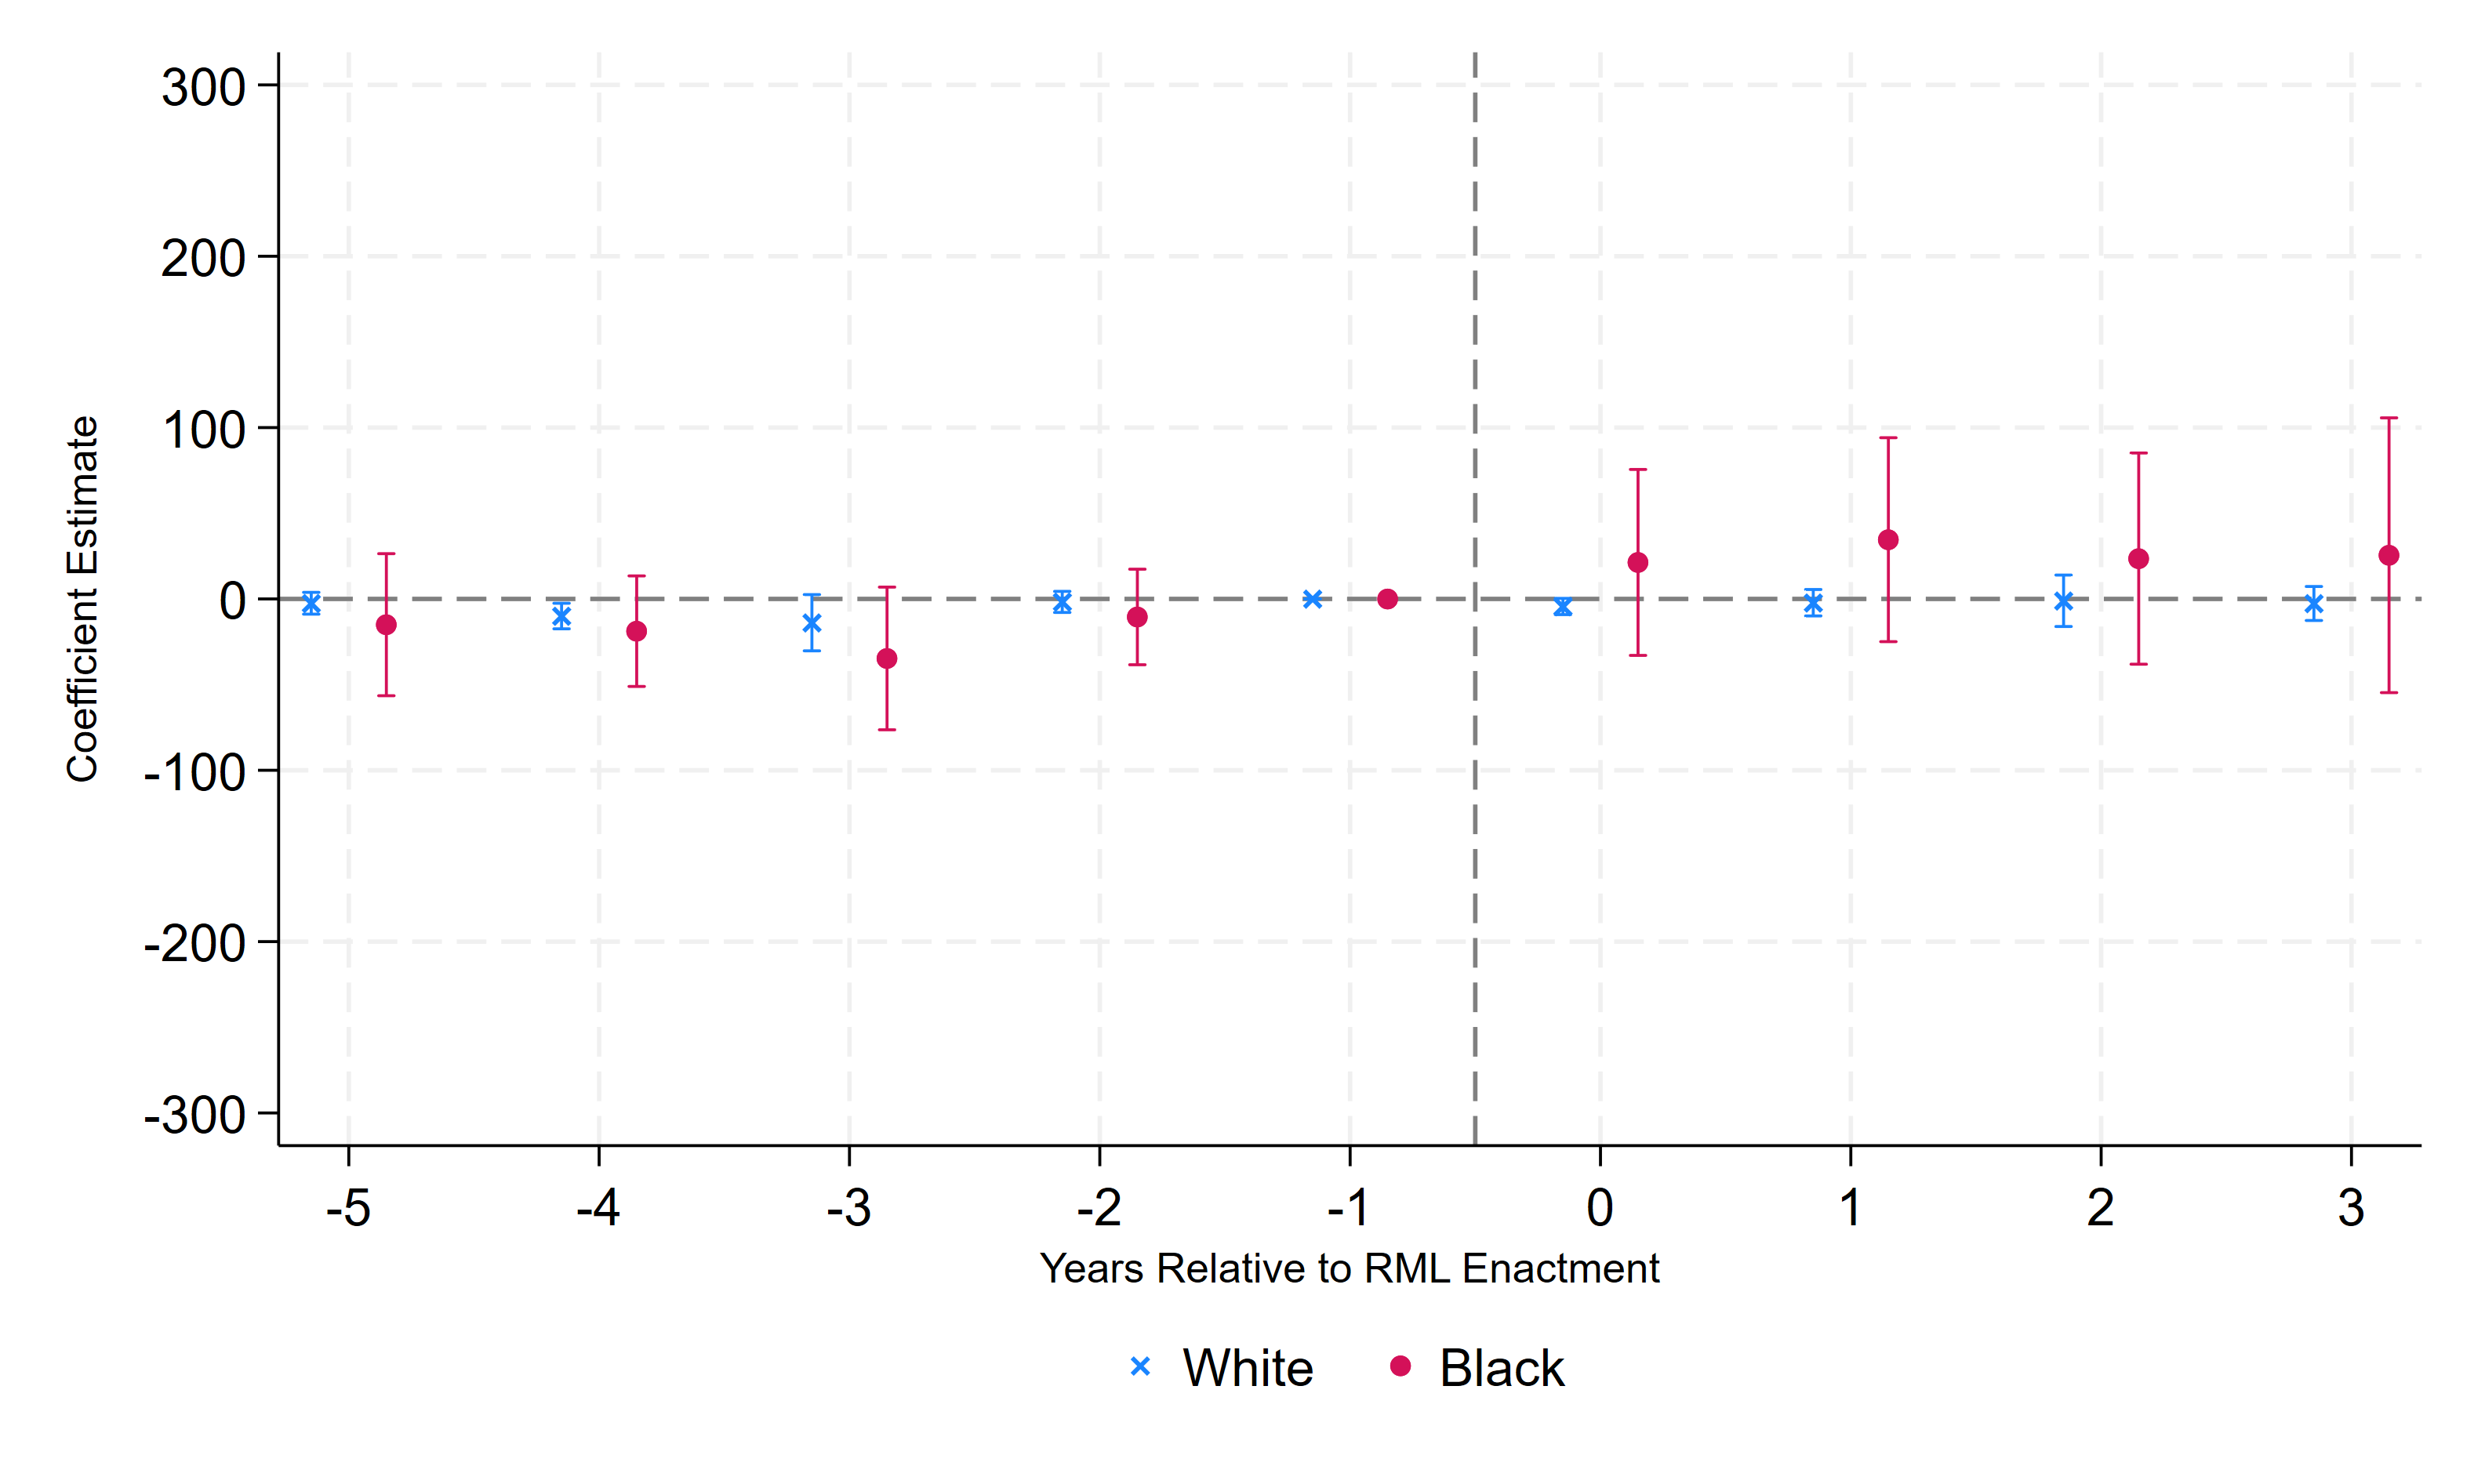 300
200
100
0
-100
-200
-300
Coefficient Estimate
-5 -4 -3 -2 -1 0 1 2 3
Years Relative to RML Enactment
White Black